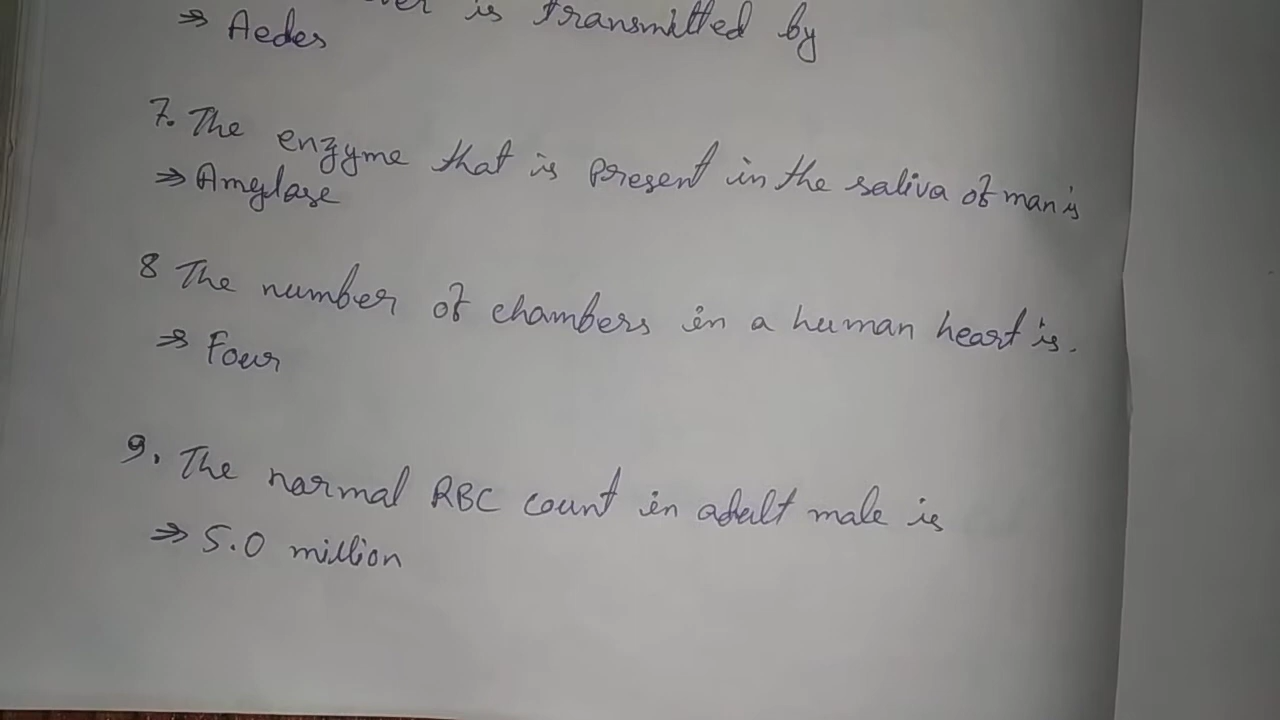 is transmitted by
⇒ Aedes
7. The enzyme that is present in the saliva of man is
⇒ Amylase
8 The number of chambers in a human heart is.
⇒ Four
9. The normal RBC count in adult male is
⇒ 5.0 million